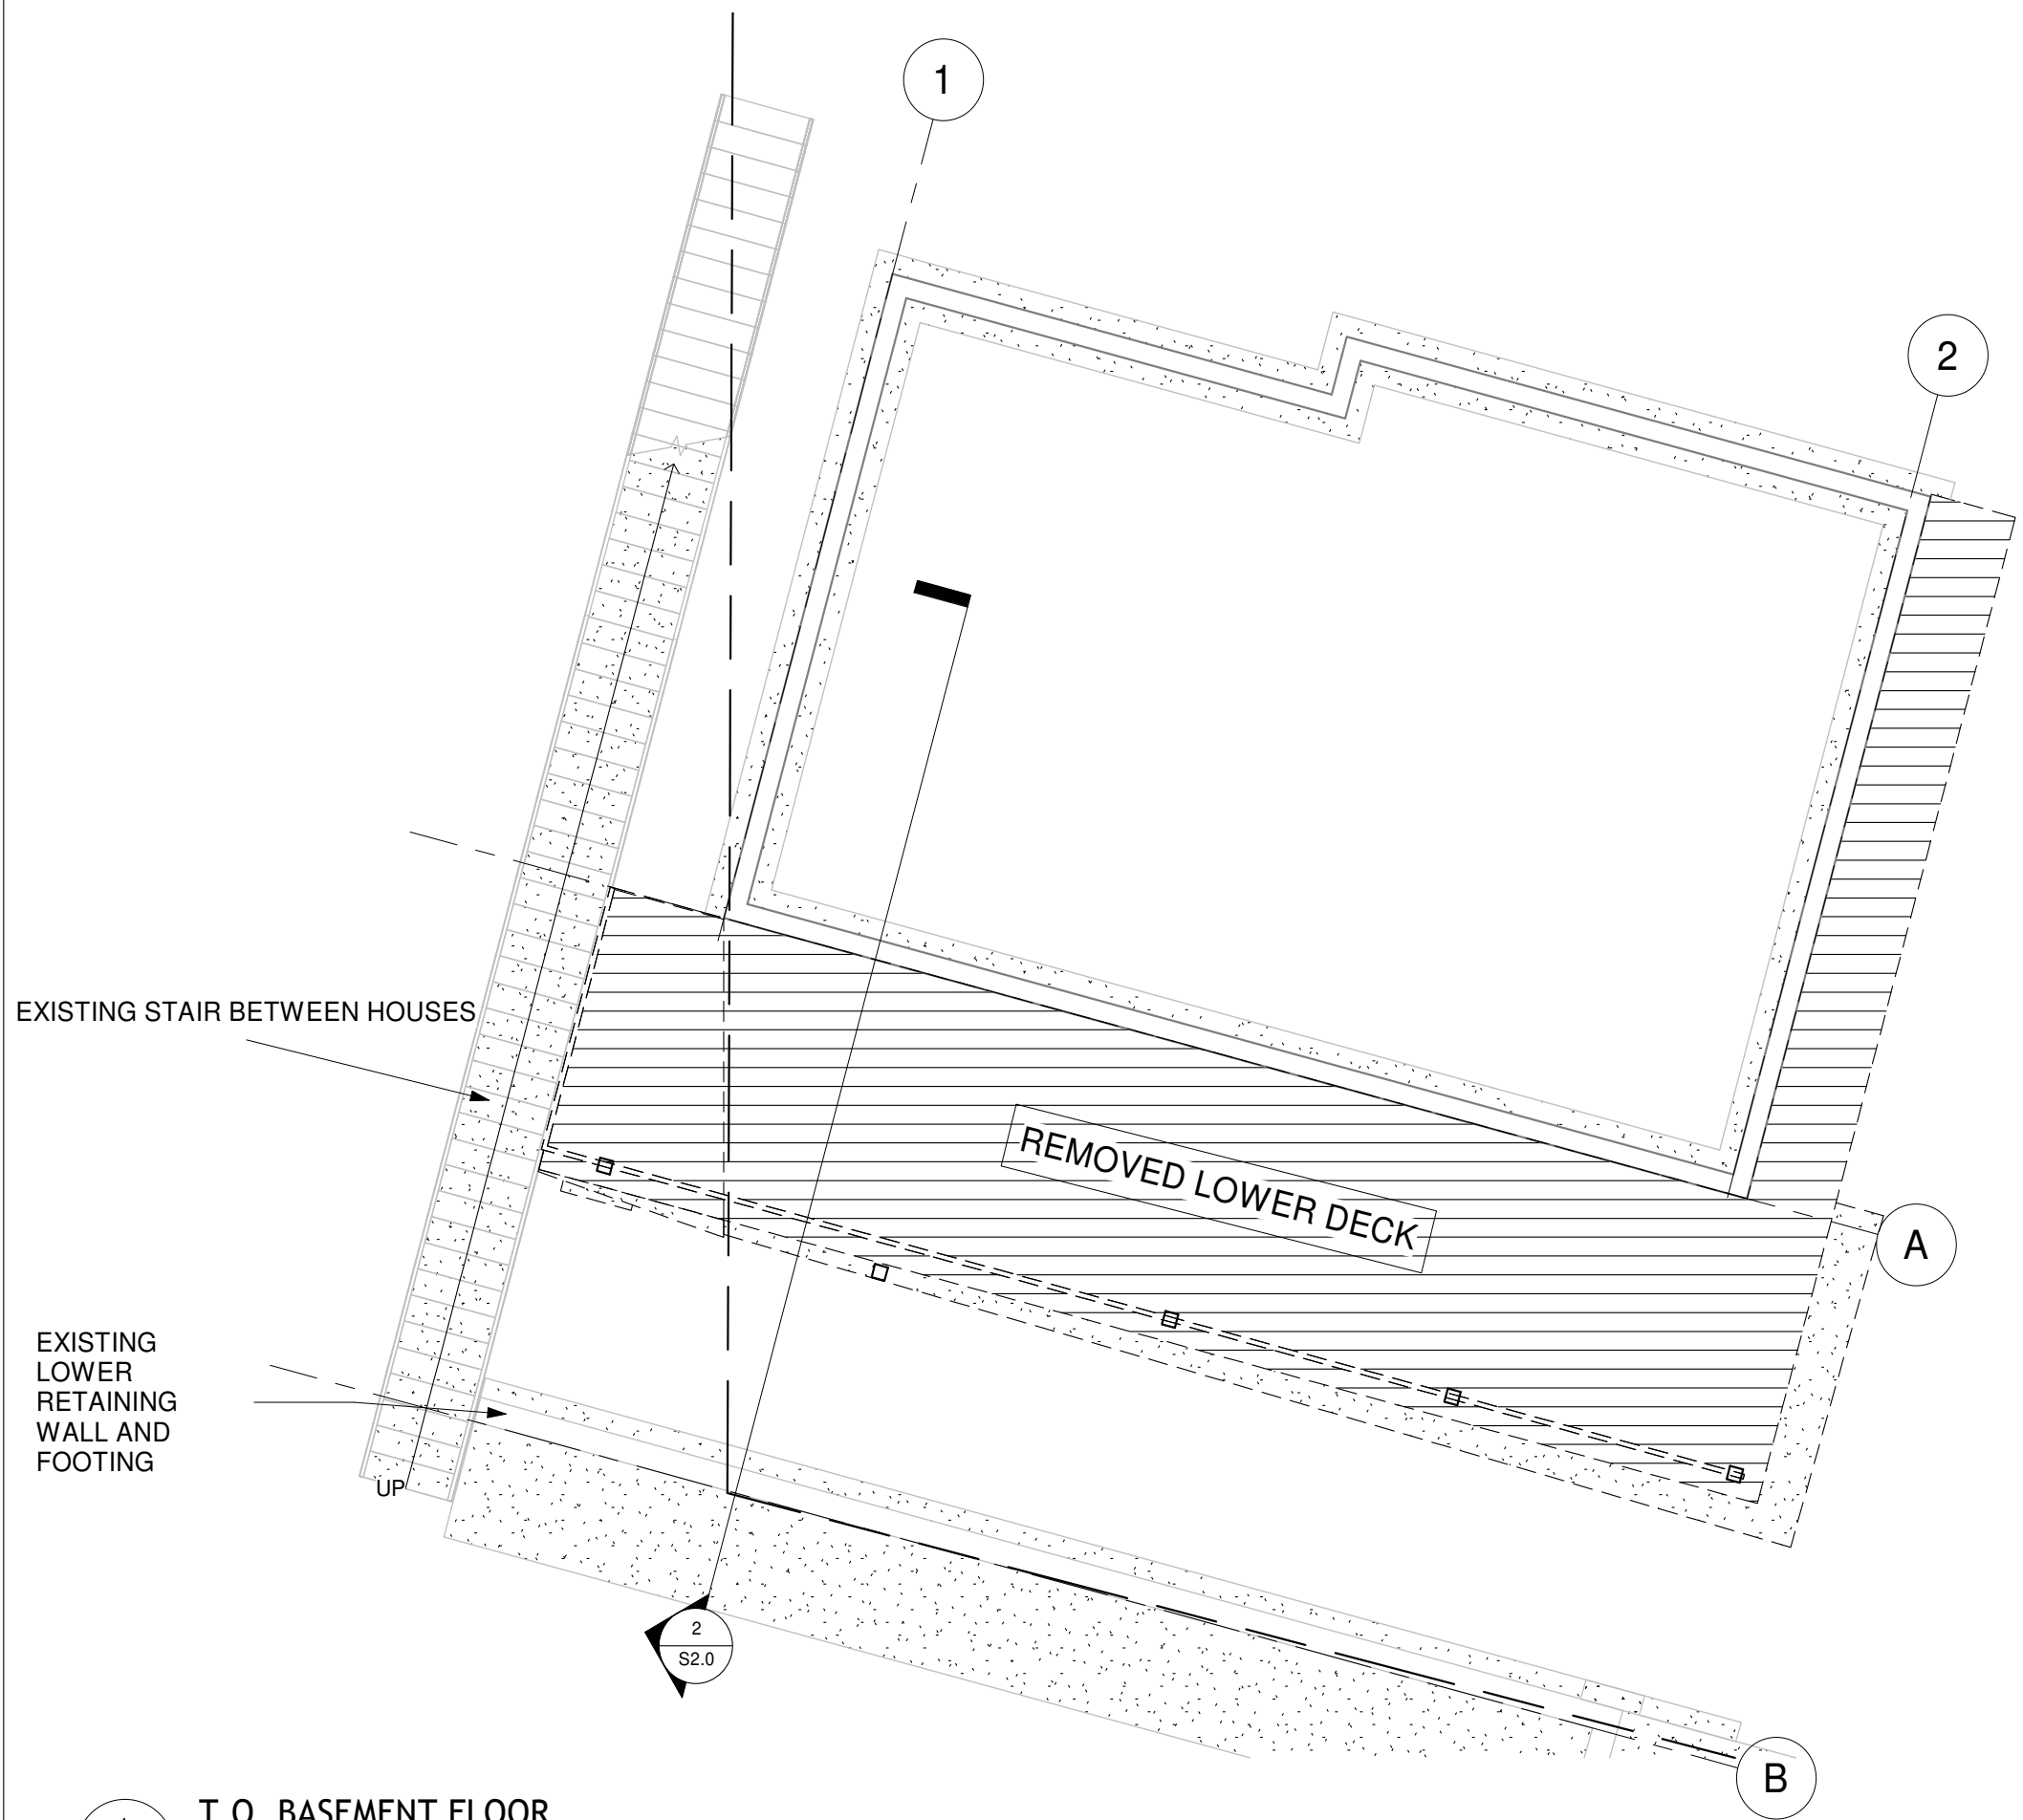 1
2
EXISTING STAIR BETWEEN HOUSES
REMOVED LOWER DECK
A
EXISTING
LOWER
RETAINING
WALL AND
FOOTING
UP
2
S2.0
B
T.O. BASEMENT FLOOR